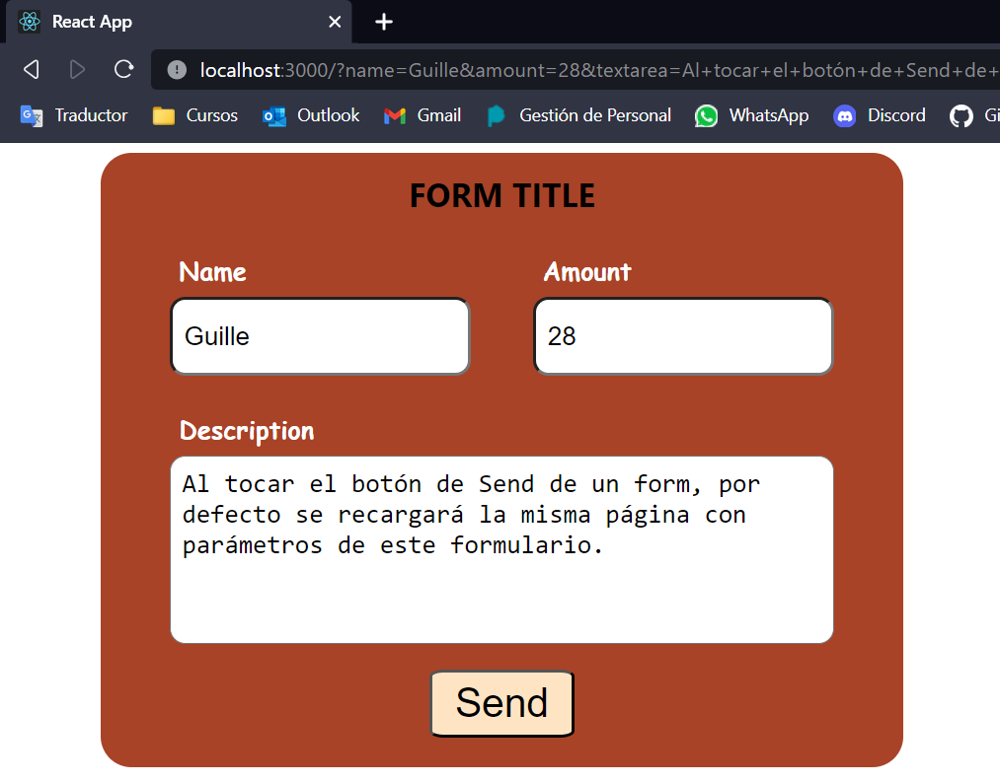 React App
localhost:3000/?name=Guille&amount=28&textarea=Al+tocar+el+botón+de+Send+de+
Traductor Cursos Outlook Gmail Gestión de Personal WhatsApp Discord Gi
FORM TITLE
Name Amount
Guille 28
Description
Al tocar el botón de Send de un form, por
defecto se recargará la misma página con
parámetros de este formulario.
Send